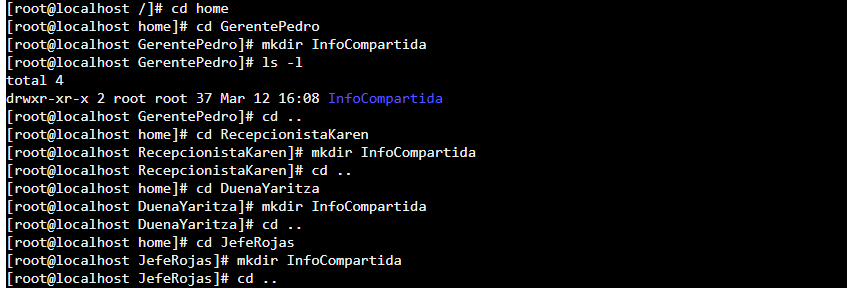 [root@localhost /]# cd home
[root@localhost home]# cd GerentePedro
[root@localhost GerentePedro]# mkdir InfoCompartida
[root@localhost GerentePedro]# ls -l
total 4
drwxr-xr-x 2 root root 37 Mar 12 16:08 InfoCompartida
[root@localhost GerentePedro]# cd ..
[root@localhost home]# cd RecepcionistaKaren
[root@localhost RecepcionistaKaren]# mkdir InfoCompartida
[root@localhost RecepcionistaKaren]# cd ..
[root@localhost home]# cd DuenaYaritza
[root@localhost DuenaYaritza]# mkdir InfoCompartida
[root@localhost DuenaYaritza]# cd ..
[root@localhost home]# cd JefeRojas
[root@localhost JefeRojas]# mkdir InfoCompartida
[root@localhost JefeRojas]# cd ..